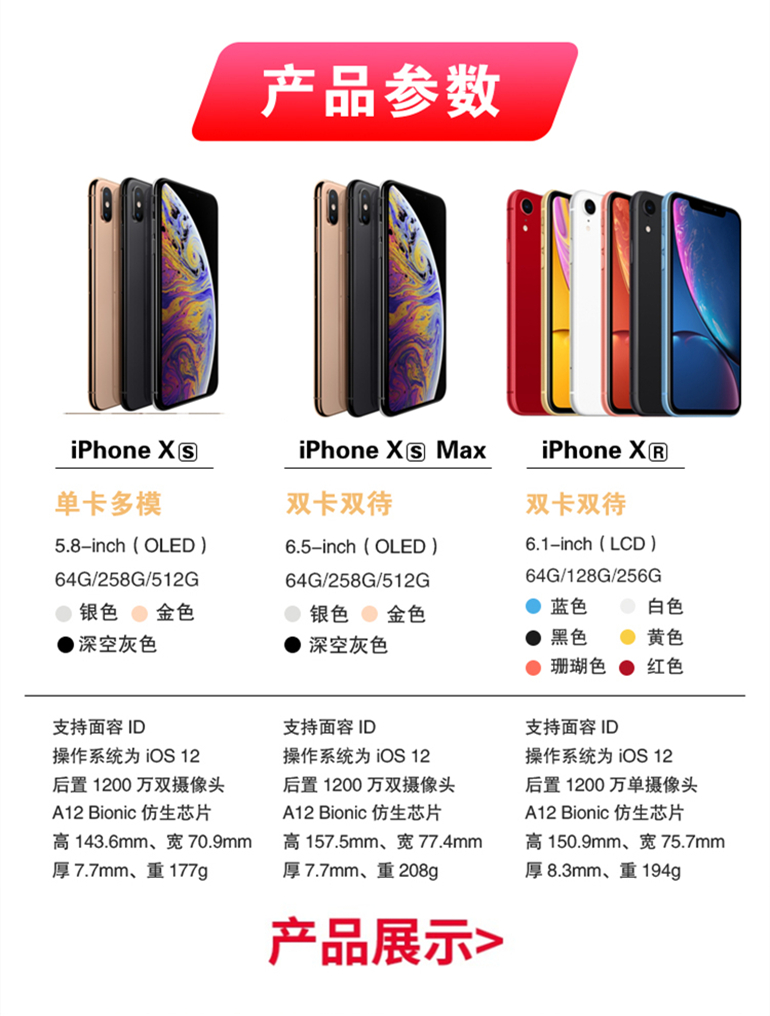 产品参数
iPhone XS
iPhone XS Max
iPhone XR
单卡多模
双卡双待
双卡双待
5.8-inch（OLED）
6.5-inch（OLED）
6.1-inch（LCD）
64G/258G/512G
64G/258G/512G
64G/128G/256G
银色 金色
银色 金色
蓝色 白色
深空灰色
深空灰色
黑色 黄色
珊瑚色 红色
支持面容 ID
操作系统为 iOS 12
后置 1200 万双摄像头
A12 Bionic 仿生芯片
高 143.6mm、宽 70.9mm
厚 7.7mm、重 177g
支持面容 ID
操作系统为 iOS 12
后置 1200 万双摄像头
A12 Bionic 仿生芯片
高 157.5mm、宽 77.4mm
厚 7.7mm、重 208g
支持面容 ID
操作系统为 iOS 12
后置 1200 万单摄像头
A12 Bionic 仿生芯片
高 150.9mm、宽 75.7mm
厚 8.3mm、重 194g
产品展示>